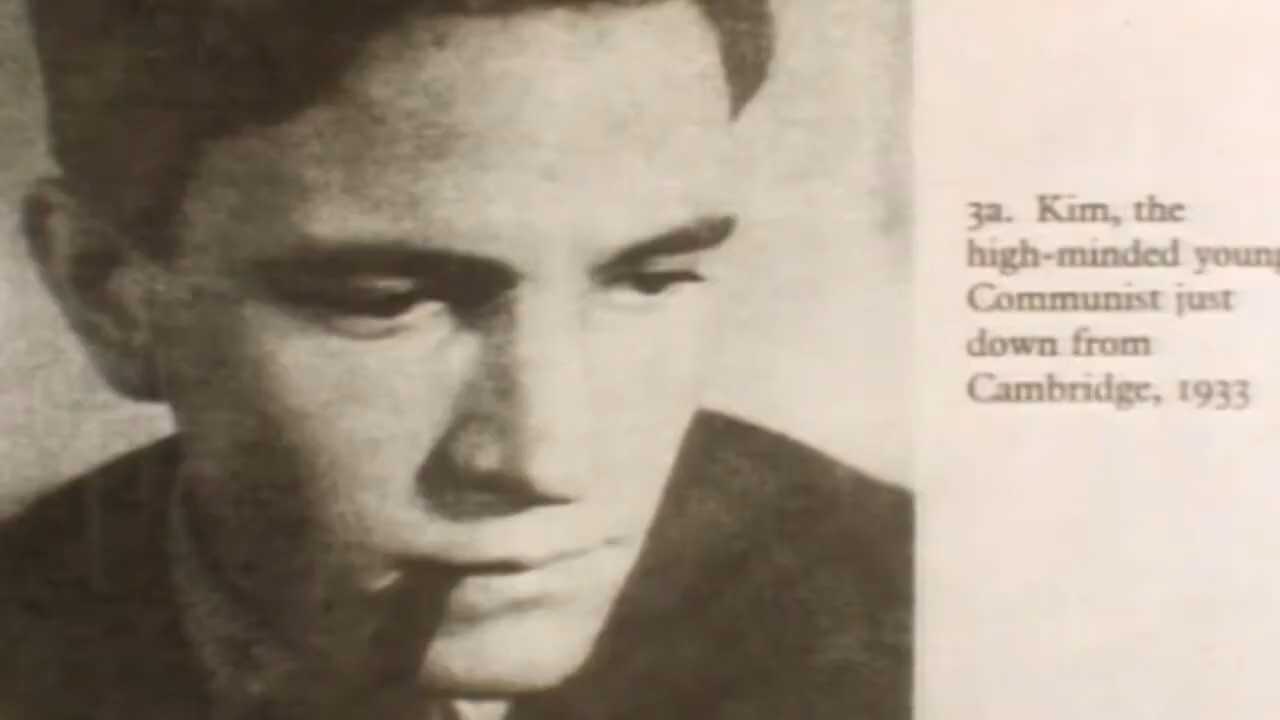 3a. Kim, the
high-minded young
Communist just
down from
Cambridge, 1933